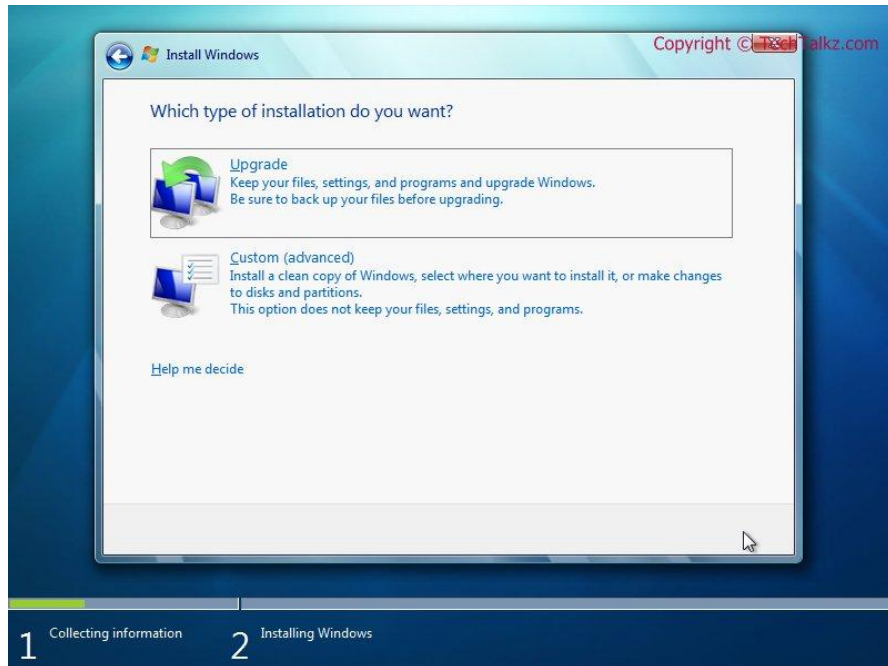 Install Windows
Copyright © TechTalkz.com
Which type of installation do you want?
Upgrade
Keep your files, settings, and programs and upgrade Windows.
Be sure to back up your files before upgrading.
Custom (advanced)
Install a clean copy of Windows, select where you want to install it, or make changes
to disks and partitions.
This option does not keep your files, settings, and programs.
Help me decide
1 Collecting information
2 Installing Windows